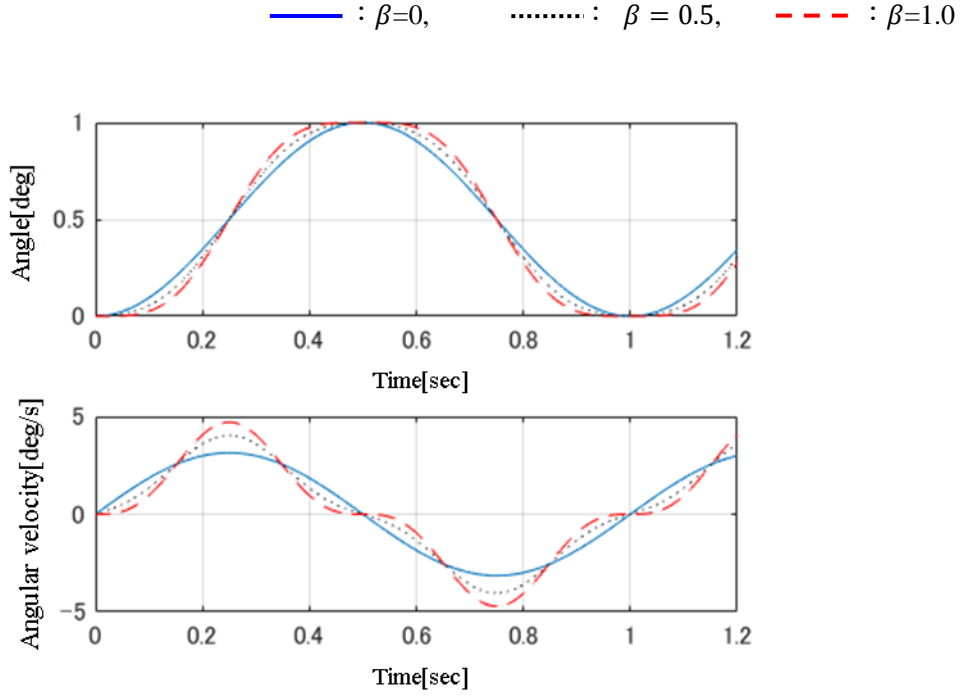 : β=0, : β = 0.5, : β=1.0
1
0.5
0
Angle[deg]
0 0.2 0.4 0.6 0.8 1 1.2
Time[sec]
5
0
−5
Angular velocity[deg/s]
0 0.2 0.4 0.6 0.8 1 1.2
Time[sec]